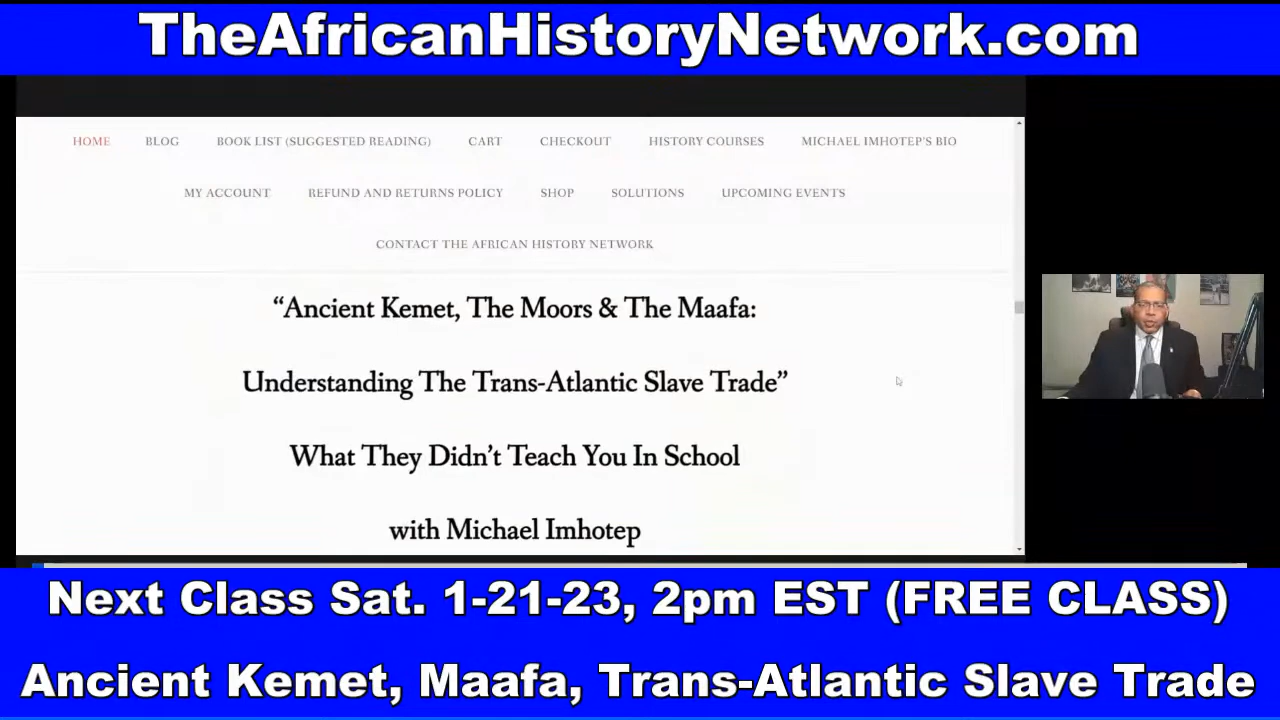 TheAfricanHistoryNetwork.com
HOME BLOG BOOK LIST (SUGGESTED READING) CART CHECKOUT HISTORY COURSES MICHAEL IMHOTEP'S BIO
MY ACCOUNT REFUND AND RETURNS POLICY SHOP SOLUTIONS UPCOMING EVENTS
CONTACT THE AFRICAN HISTORY NETWORK
“Ancient Kemet, The Moors & The Maafa:
Understanding The Trans-Atlantic Slave Trade”
What They Didn’t Teach You In School
with Michael Imhotep
Next Class Sat. 1-21-23, 2pm EST (FREE CLASS)
Ancient Kemet, Maafa, Trans-Atlantic Slave Trade